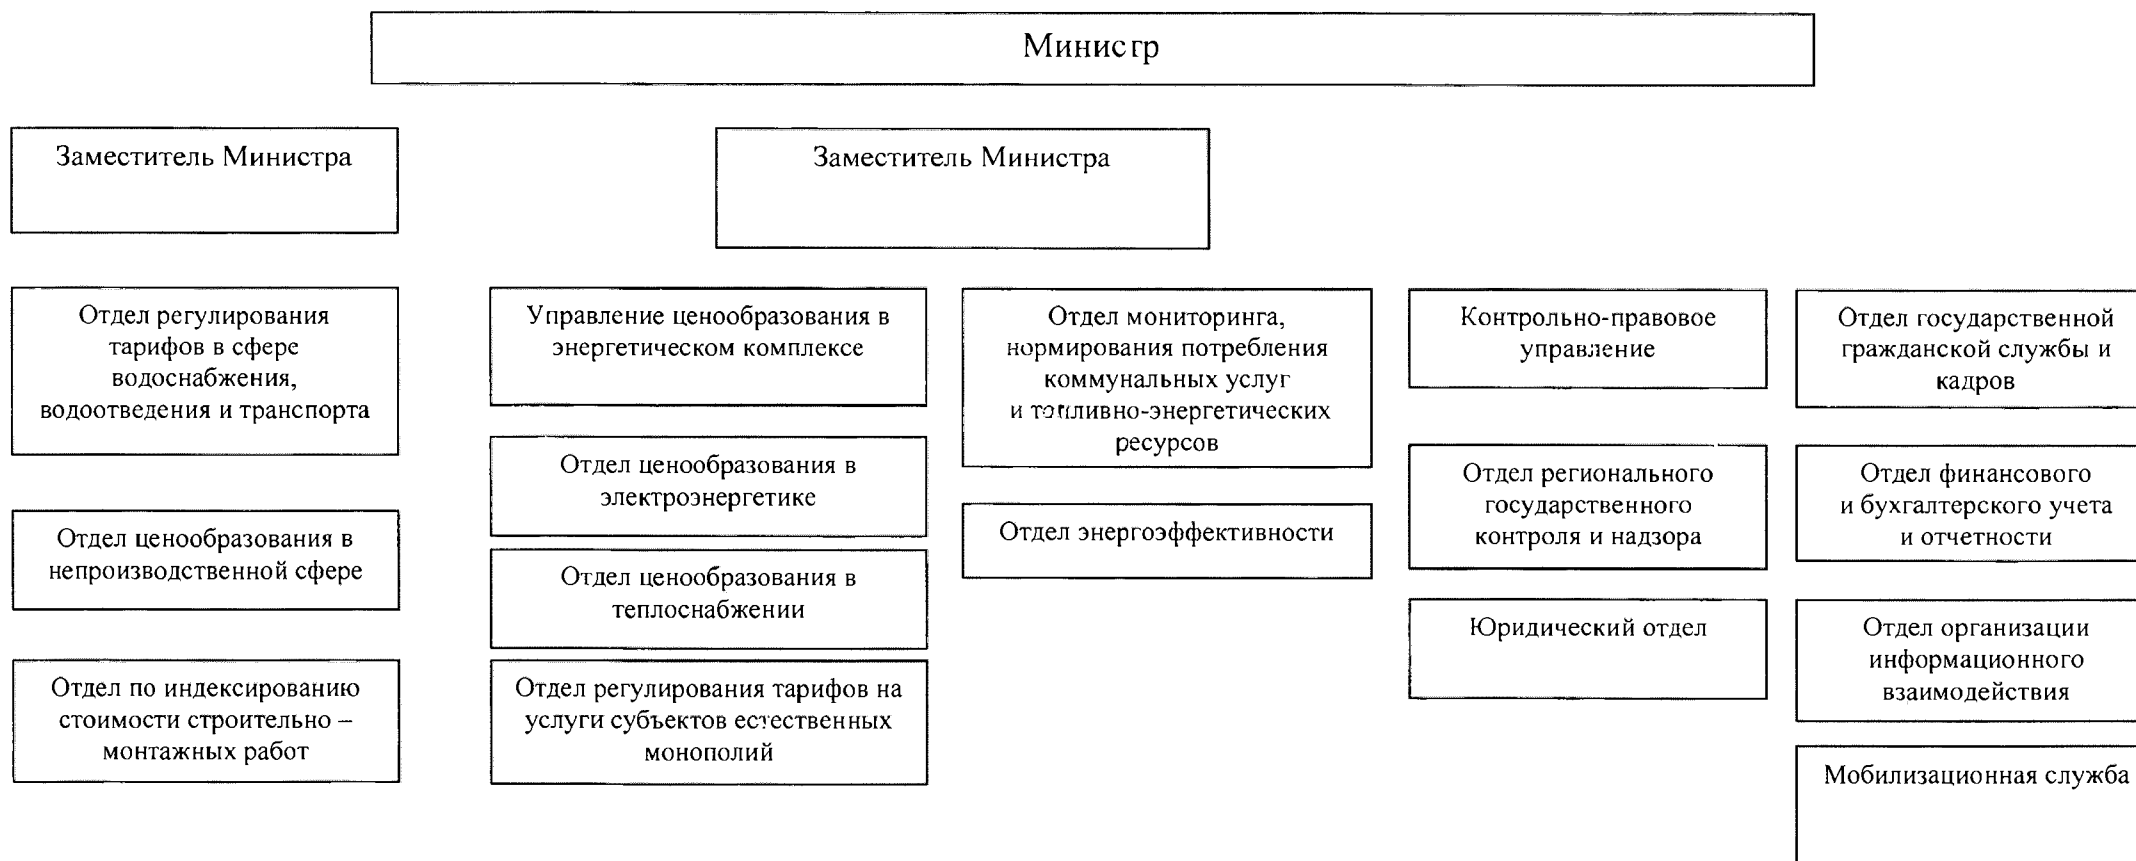 Министр
Заместитель Министра
Заместитель Министра
Отдел регулирования
тарифов в сфере
водоснабжения,
водоотведения и транспорта
Отдел ценообразования в
непроизводственной сфере
Отдел по индексированию
стоимости строительно –
монтажных работ
Управление ценообразования в
энергетическом комплексе
Отдел ценообразования в
электроэнергетике
Отдел ценообразования в
теплоснабжении
Отдел регулирования тарифов на
услуги субъектов естественных
монополий
Отдел мониторинга,
нормирования потребления
коммунальных услуг
и топливно-энергетических
ресурсов
Отдел энергоэффективности
Контрольно-правовое
управление
Отдел регионального
государственного
контроля и надзора
Юридический отдел
Отдел государственной
гражданской службы и
кадров
Отдел финансового
и бухгалтерского учета
и отчетности
Отдел организации
информационного
взаимодействия
Мобилизационная служба